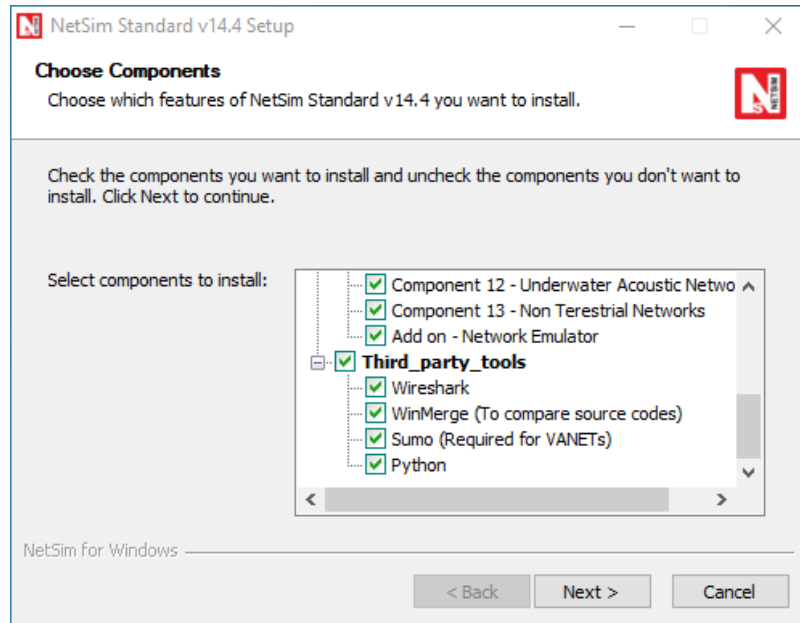 NetSim Standard v14.4 Setup
Choose Components
Choose which features of NetSim Standard v14.4 you want to install.
N
S
NETSIM
Check the components you want to install and uncheck the components you don't want to
install. Click Next to continue.
Select components to install:
Component 12 - Underwater Acoustic Netwo
Component 13 - Non Terestrial Networks
Add on - Network Emulator
Third_party_tools
Wireshark
WinMerge (To compare source codes)
Sumo (Required for VANETs)
Python
NetSim for Windows
< Back
Next >
Cancel